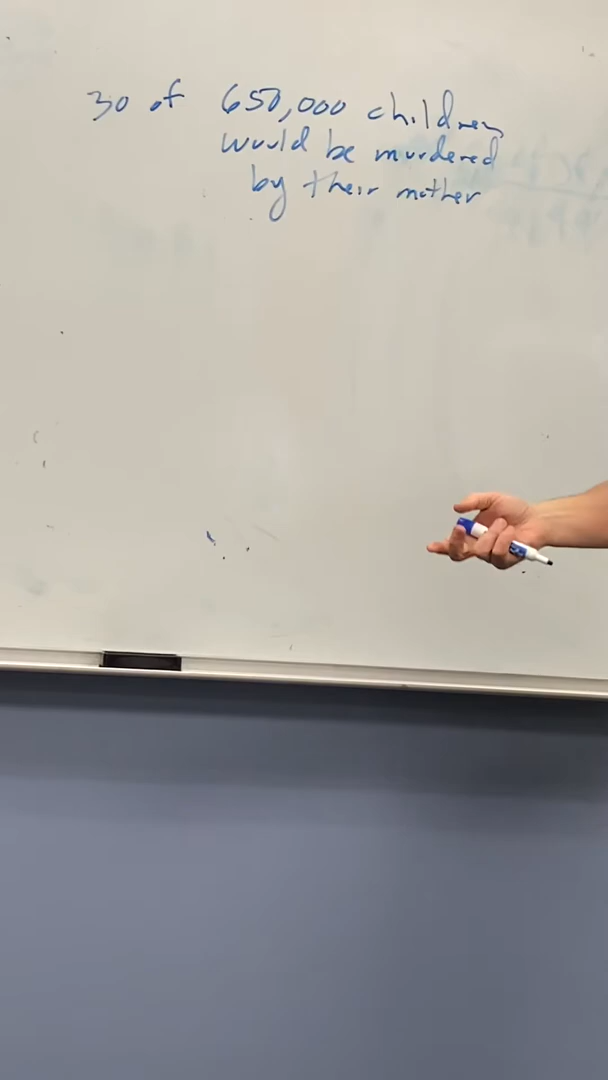 30 of 650,000 children
would be murdered
by their mother